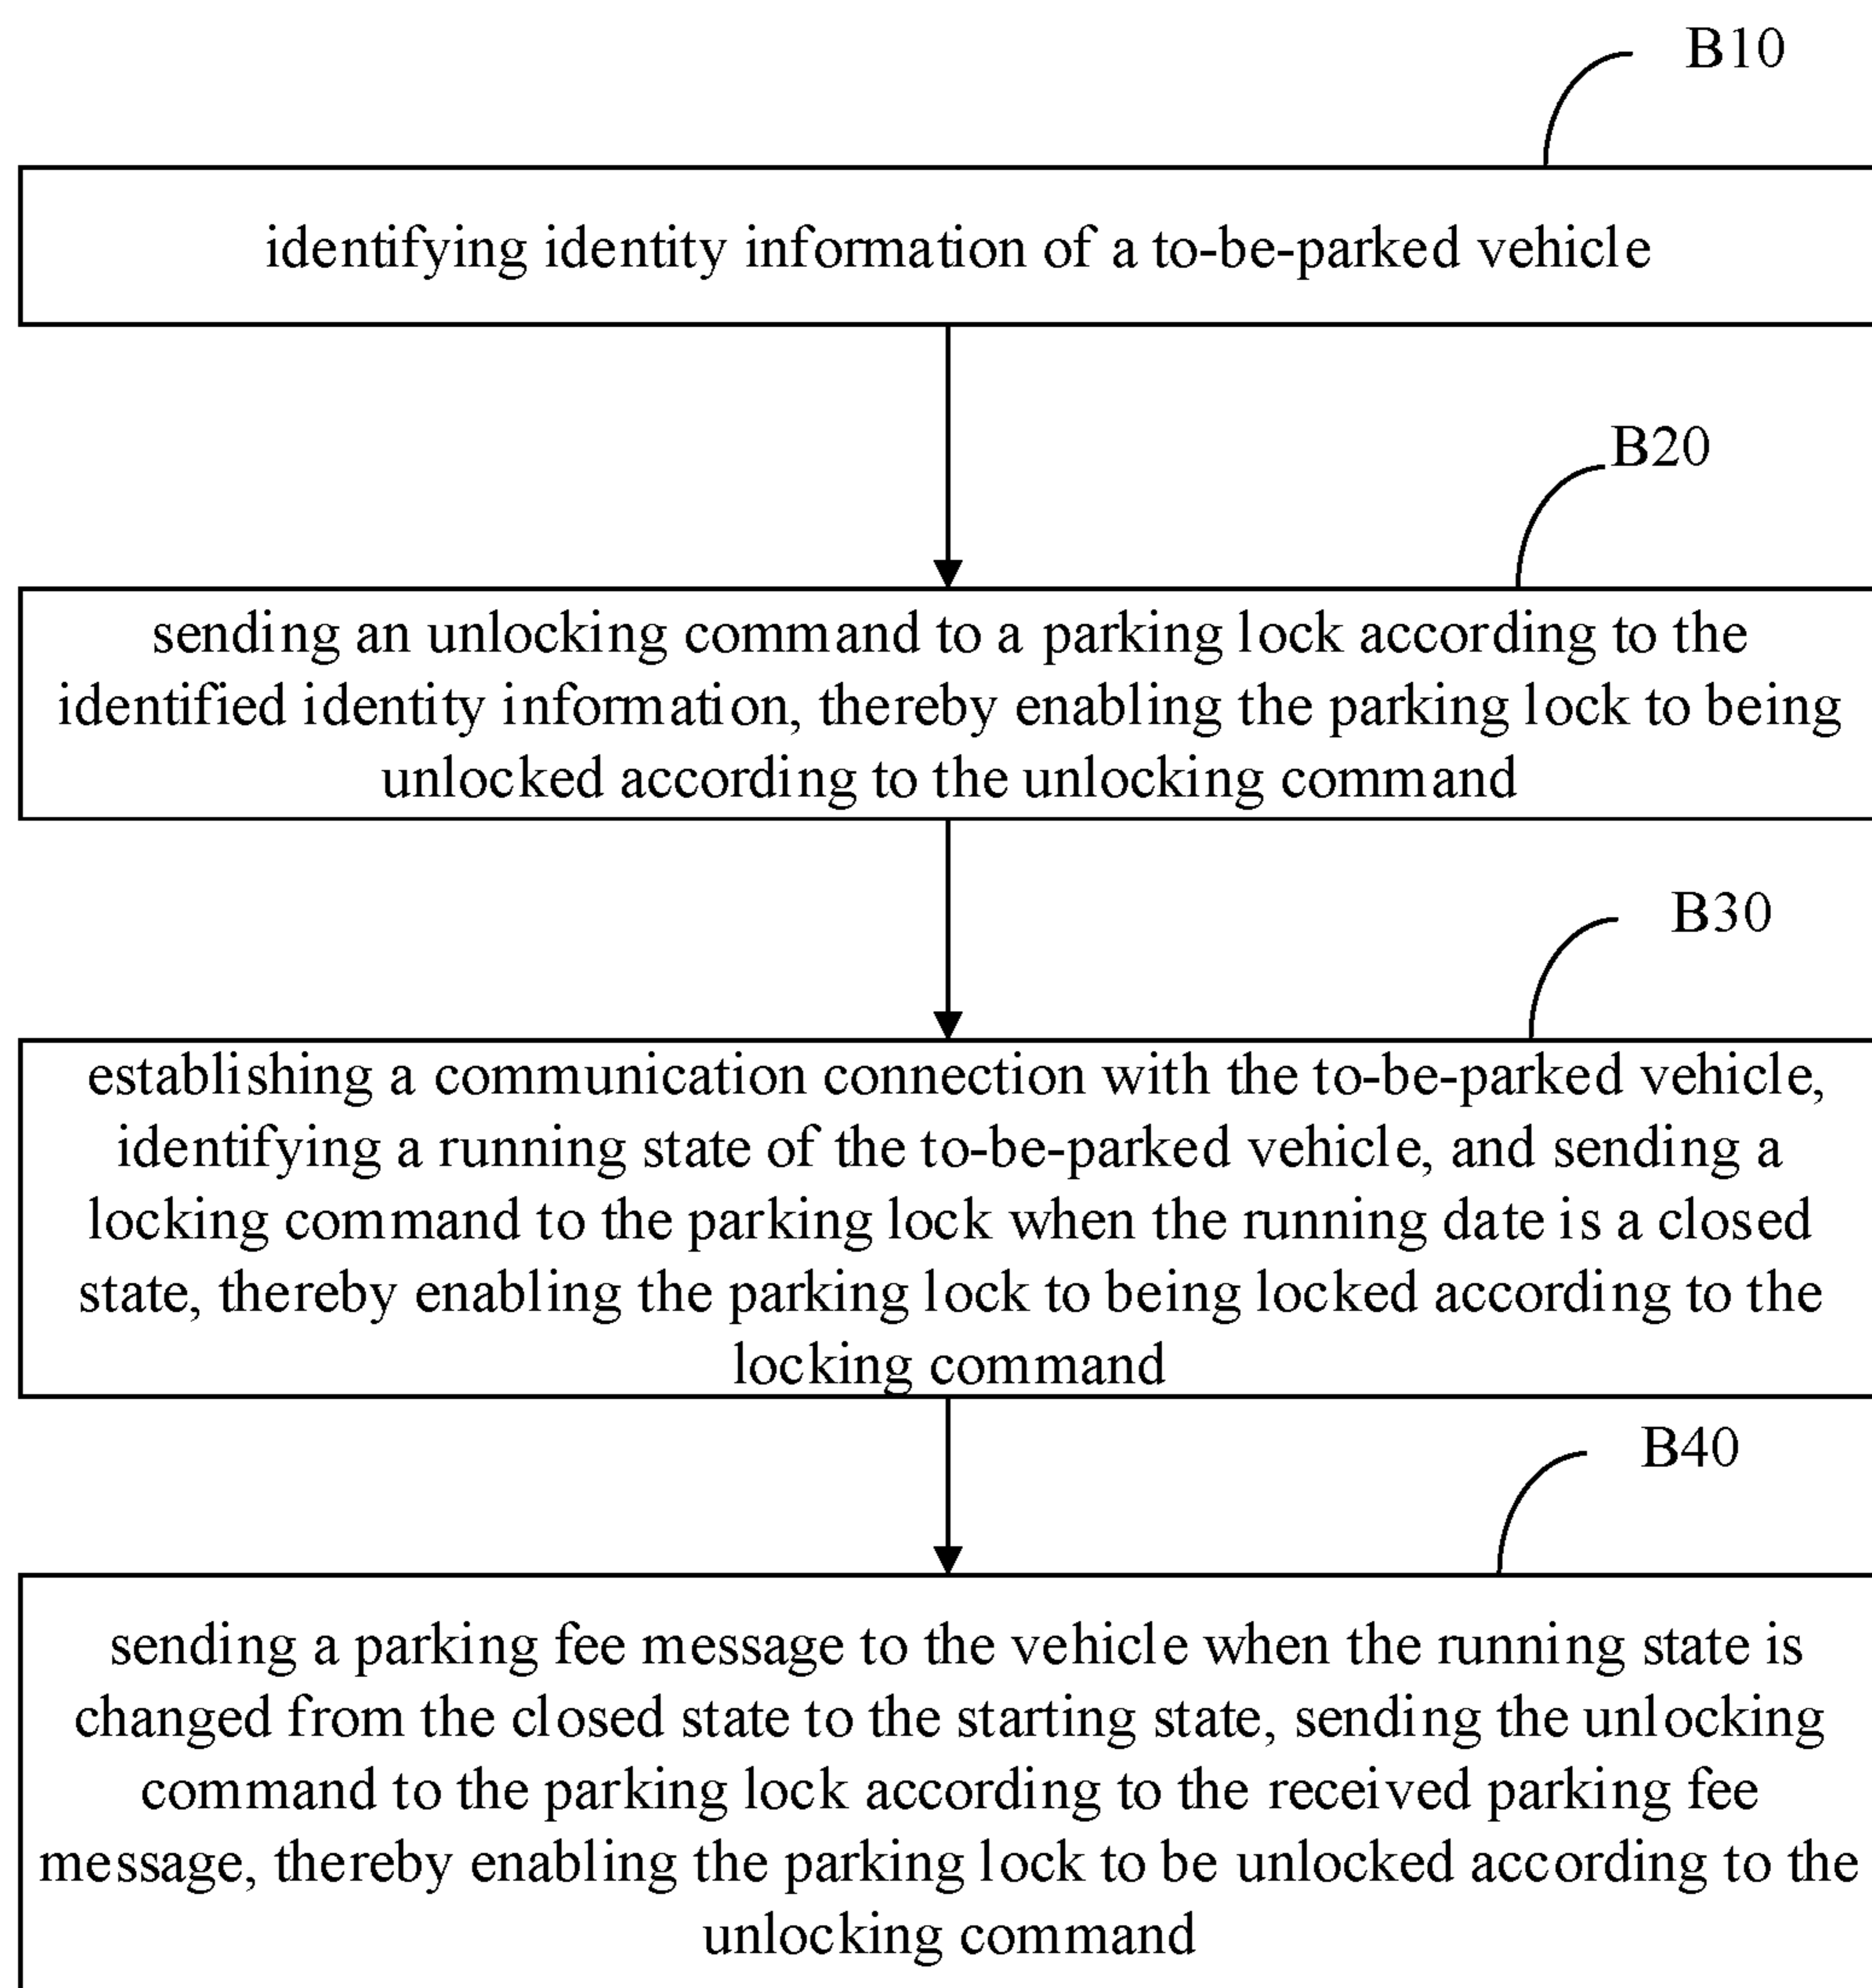 B10
identifying identity information of a to-be-parked vehicle
B20
sending an unlocking command to a parking lock according to the
identified identity information, thereby enabling the parking lock to being
unlocked according to the unlocking command
B30
establishing a communication connection with the to-be-parked vehicle,
identifying a running state of the to-be-parked vehicle, and sending a
locking command to the parking lock when the running date is a closed
state, thereby enabling the parking lock to being locked according to the
locking command
B40
sending a parking fee message to the vehicle when the running state is
changed from the closed state to the starting state, sending the unlocking
command to the parking lock according to the received parking fee
message, thereby enabling the parking lock to be unlocked according to the
unlocking command